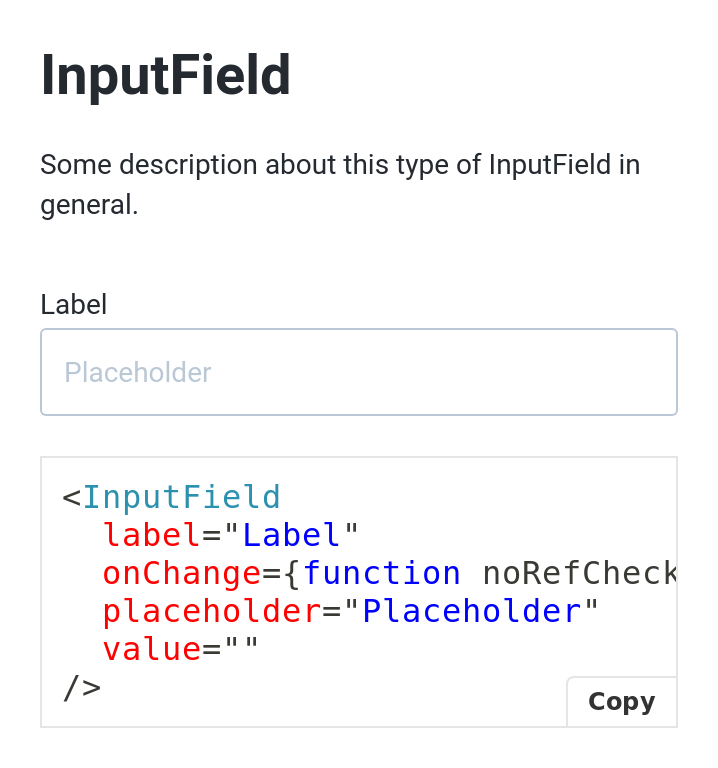 InputField
Some description about this type of InputField in
general.
Label
Placeholder
<InputField
  label="Label"
  onChange={function noRefCheck
  placeholder="Placeholder"
  value=""
/>
Copy